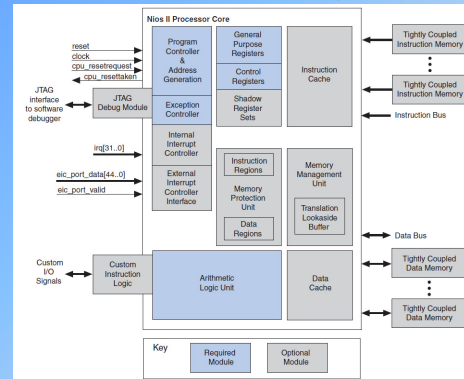 Nios II Processor Core
reset
clock
cpu_resetrequest
cpu_resettaken
JTAG
interface
to software
debugger
JTAG
Debug Module
Program
Controller
&
Address
Generation
Exception
Controller
Internal
Interrupt
Controller
External
Interrupt
Controller
Interface
irq[31..0]
eic_port_data[44..0]
eic_port_valid
General
Purpose
Registers
Control
Registers
Shadow
Register
Sets
Instruction
Cache
Instruction
Regions
Memory
Protection
Unit
Data
Regions
Memory
Management
Unit
Translation
Lookaside
Buffer
Custom
I/O
Signals
Custom
Instruction
Logic
Arithmetic
Logic Unit
Data
Cache
Tightly Coupled
Instruction Memory
Tightly Coupled
Instruction Memory
Instruction Bus
Data Bus
Tightly Coupled
Data Memory
Tightly Coupled
Data Memory
Key
Required
Module
Optional
Module